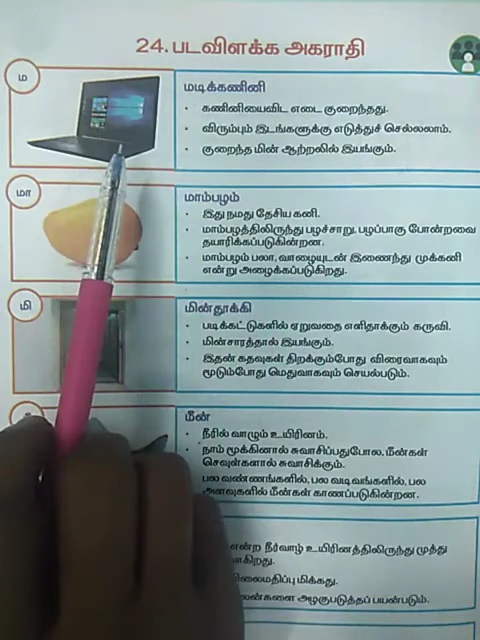 24. படவிளக்க அகராதி
ம
மடிக்கணினி
• கணினியைவிட எடை குறைந்தது.
• விரும்பும் இடங்களுக்கு எடுத்துச் செல்லலாம்.
• குறைந்த மின் ஆற்றலில் இயங்கும்.
மா
மாம்பழம்
• இது நமது தேசிய கனி.
• மாம்பழத்திலிருந்து பழச்சாறு, பழப்பாகு போன்றவை
தயாரிக்கப்படுகின்றன.
• மாம்பழம் பலா, வாழையுடன் இணைந்து முக்கனி
என்று அழைக்கப்படுகிறது.
மி
மின்தூக்கி
• படிக்கட்டுகளில் ஏறுவதை எளிதாக்கும் கருவி.
• மின்சாரத்தால் இயங்கும்.
• இதன் கதவுகள் திறக்கும்போது விரைவாகவும்
மூடும்போது மெதுவாகவும் செயல்படும்.
மீன்
• நீரில் வாழும் உயிரினம்.
• நாம் மூக்கினால் சுவாசிப்பதுபோல, மீன்கள்
செவுள்களால் சுவாசிக்கும்.
பல வண்ணங்களில், பல வடிவங்களில், பல
அளவுகளில் மீன்கள் காணப்படுகின்றன.
என்ற நீர்வாழ் உயிரினத்திலிருந்து முத்து
மிக்கது.
அழகுபடுத்தப் பயன்படும்.